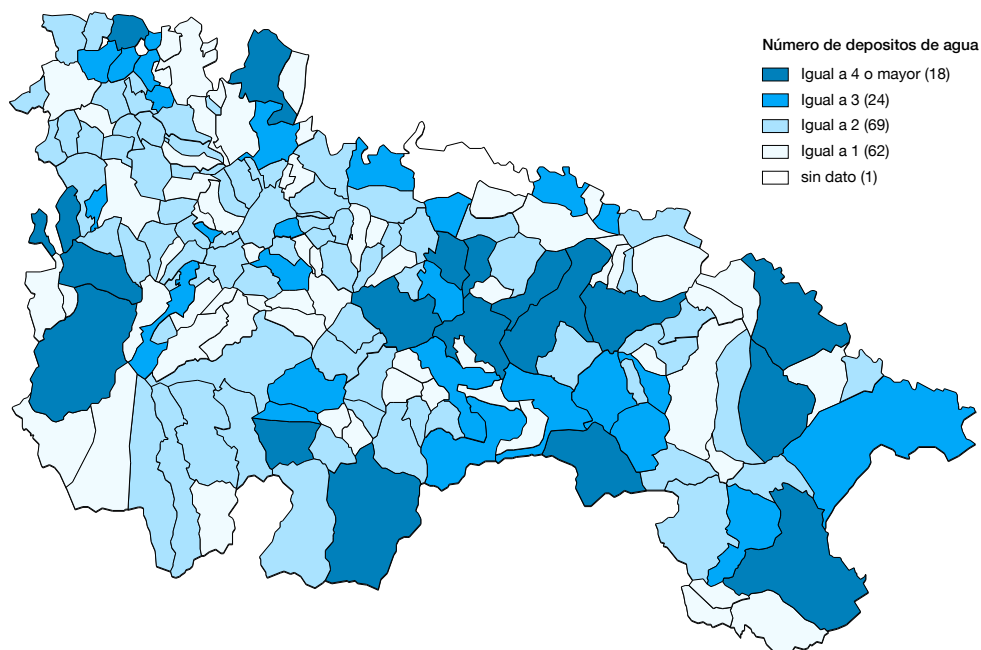 Número de depositos de agua
Igual a 4 o mayor (18)
Igual a 3 (24)
Igual a 2 (69)
Igual a 1 (62)
sin dato (1)